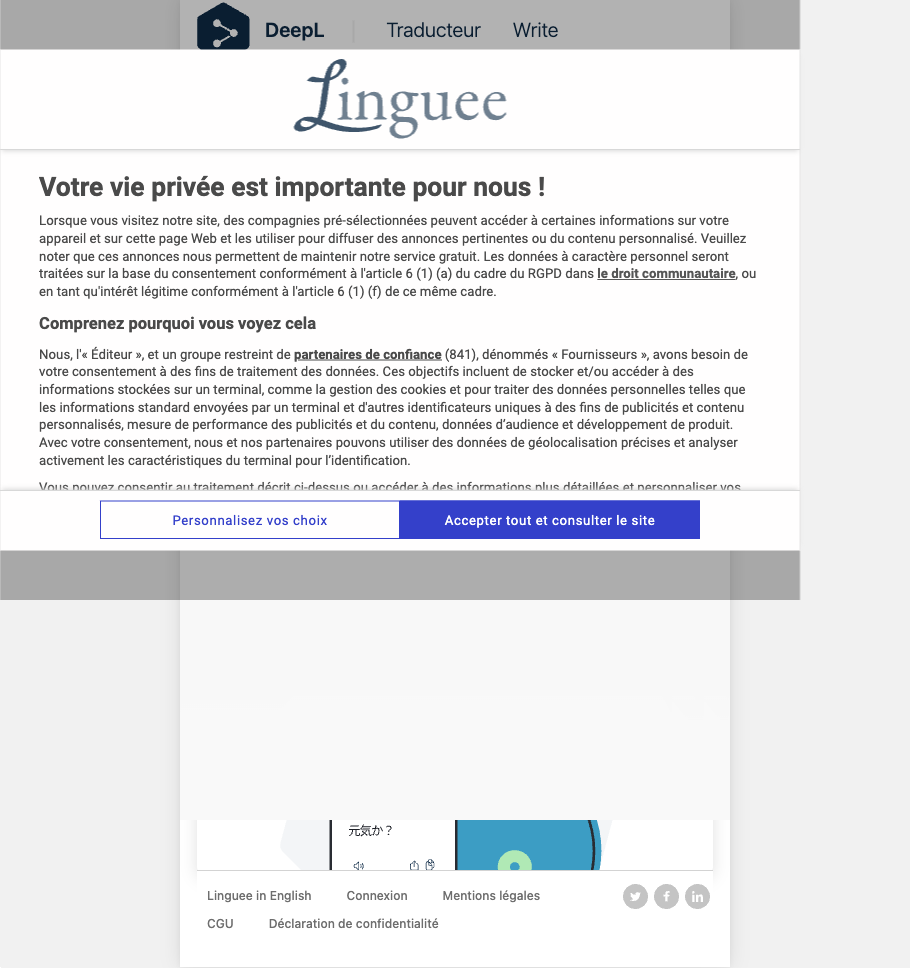 DeepL Traducteur Write
Linguee
Votre vie privée est importante pour nous !
Lorsque vous visitez notre site, des compagnies pré-sélectionnées peuvent accéder à certaines informations sur votre
appareil et sur cette page Web et les utiliser pour diffuser des annonces pertinentes ou du contenu personnalisé. Veuillez
noter que ces annonces nous permettent de maintenir notre service gratuit. Les données à caractère personnel seront
traitées sur la base du consentement conformément à l'article 6 (1) (a) du cadre du RGPD dans le droit communautaire, ou
en tant qu'intérêt légitime conformément à l'article 6 (1) (f) de ce même cadre.
Comprenez pourquoi vous voyez cela
Nous, l'« Éditeur », et un groupe restreint de partenaires de confiance (841), dénommés « Fournisseurs », avons besoin de
votre consentement à des fins de traitement des données. Ces objectifs incluent de stocker et/ou accéder à des
informations stockées sur un terminal, comme la gestion des cookies et pour traiter des données personnelles telles que
les informations standard envoyées par un terminal et d'autres identificateurs uniques à des fins de publicités et contenu
personnalisés, mesure de performance des publicités et du contenu, données d’audience et développement de produit.
Avec votre consentement, nous et nos partenaires pouvons utiliser des données de géolocalisation précises et analyser
activement les caractéristiques du terminal pour l’identification.
Vous pouvez consentir au traitement décrit ci-dessus ou accéder à des informations plus détaillées et personnaliser vos
Personnalisez vos choix Accepter tout et consulter le site
元気か？
Linguee in English Connexion Mentions légales
CGU Déclaration de confidentialité